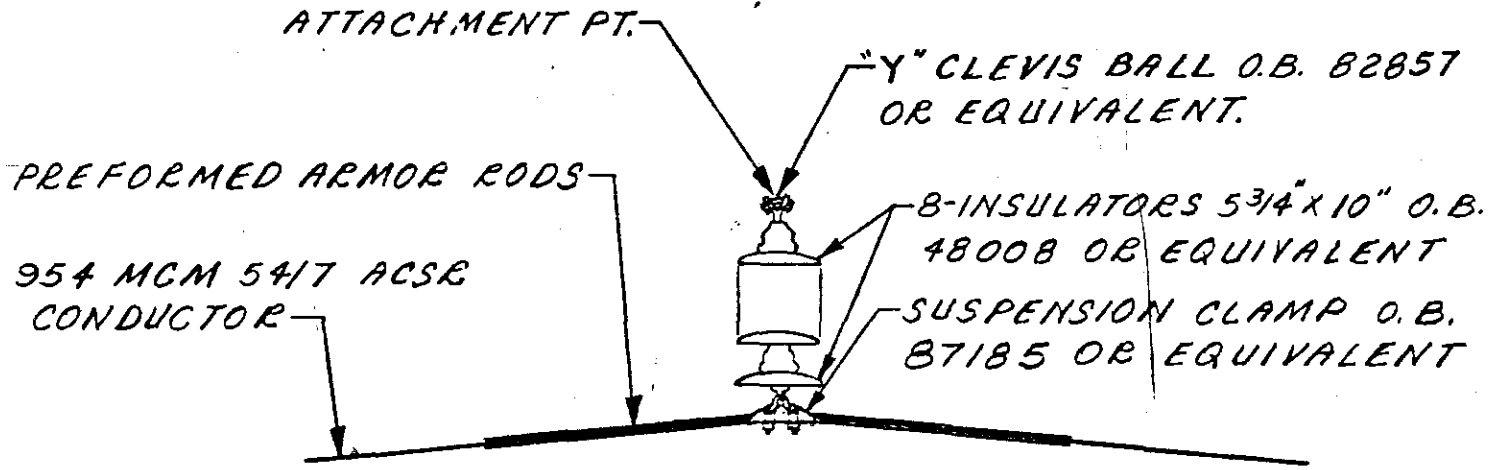 ATTACHMENT PT.
"Y" CLEVIS BALL O.B. 82857
OR EQUIVALENT.
PREFORMED ARMOR RODS
8-INSULATORS 5 3/4" X 10" O.B.
48008 OR EQUIVALENT
954 MCM 54/7 ACSR
CONDUCTOR
SUSPENSION CLAMP O.B.
87185 OR EQUIVALENT